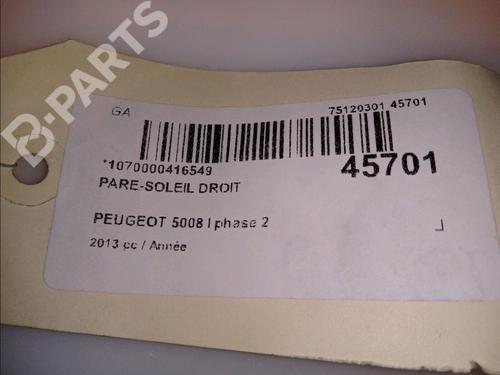 B-PARTS
GA
75120301 45701
*1070000416549
45701
PARE-SOLEIL DROIT
PEUGEOT 5008 I phase 2
2013 cc / Année